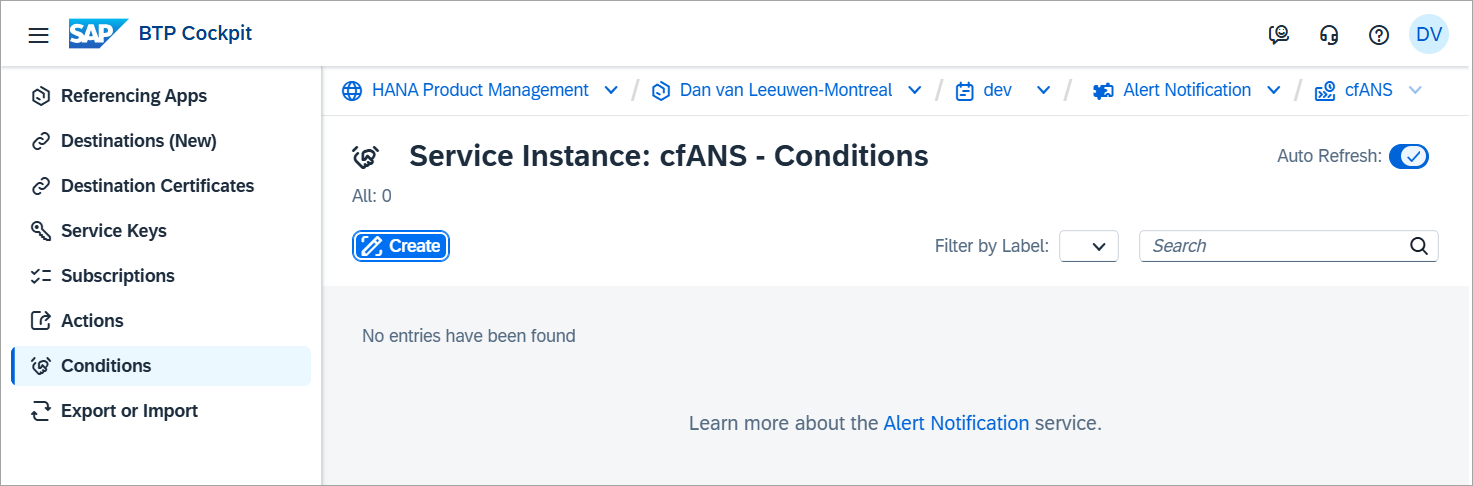 SAP BTP Cockpit DV
Referencing Apps
Destinations (New)
Destination Certificates
Service Keys
Subscriptions
Actions
Conditions
Export or Import
HANA Product Management / Dan van Leeuwen-Montreal / dev / Alert Notification / cfANS
Service Instance: cfANS - Conditions
Auto Refresh:
All: 0
Create
Filter by Label:
Search
No entries have been found
Learn more about the Alert Notification service.